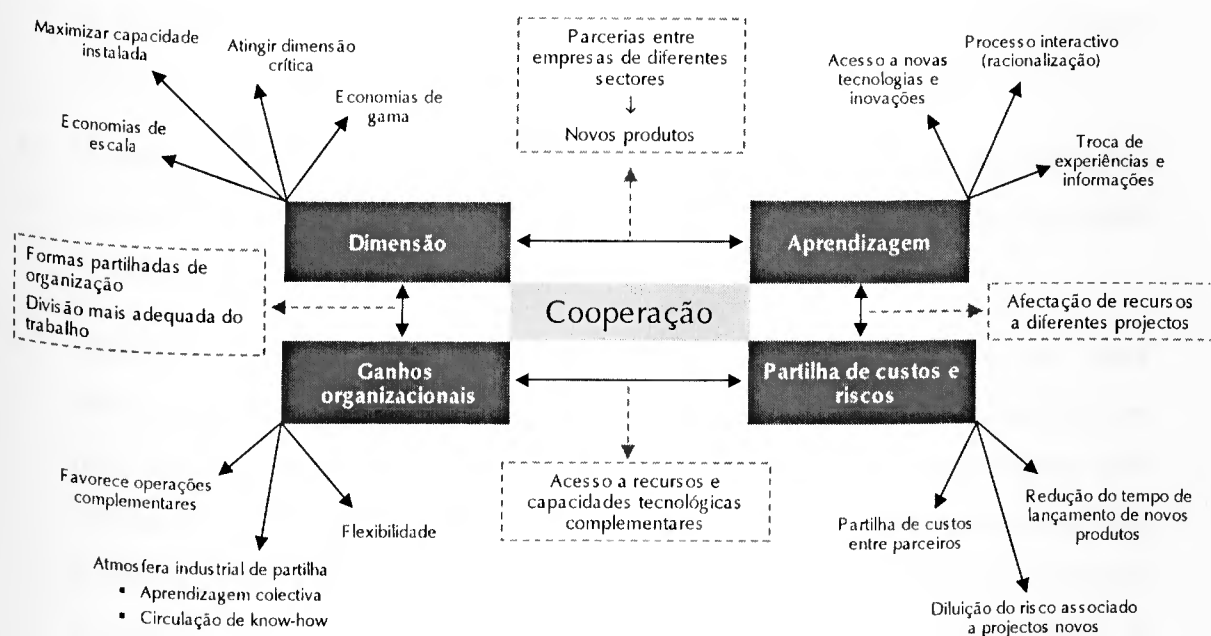 Maximizar capacidade
instalada
Atingir dimensão
crítica
Economias de
gama
Economias de
escala
Parcerias entre
empresas de diferentes
sectores
↓
Novos produtos
Processo interactivo
(racionalização)
Acesso a novas
tecnologias e
inovações
Troca de
experiências e
informações
Dimensão
Aprendizagem
Formas partilhadas de
organização
Divisão mais adequada do
trabalho
Cooperação
Afectação de recursos
a diferentes projectos
Ganhos
organizacionais
Partilha de custos e
riscos
Favorece operações
complementares
Flexibilidade
Atmosfera industrial de partilha
▪ Aprendizagem colectiva
▪ Circulação de know-how
Acesso a recursos e
capacidades tecnológicas
complementares
Partilha de custos
entre parceiros
Redução do tempo de
lançamento de novos
produtos
Diluição do risco associado
a projectos novos